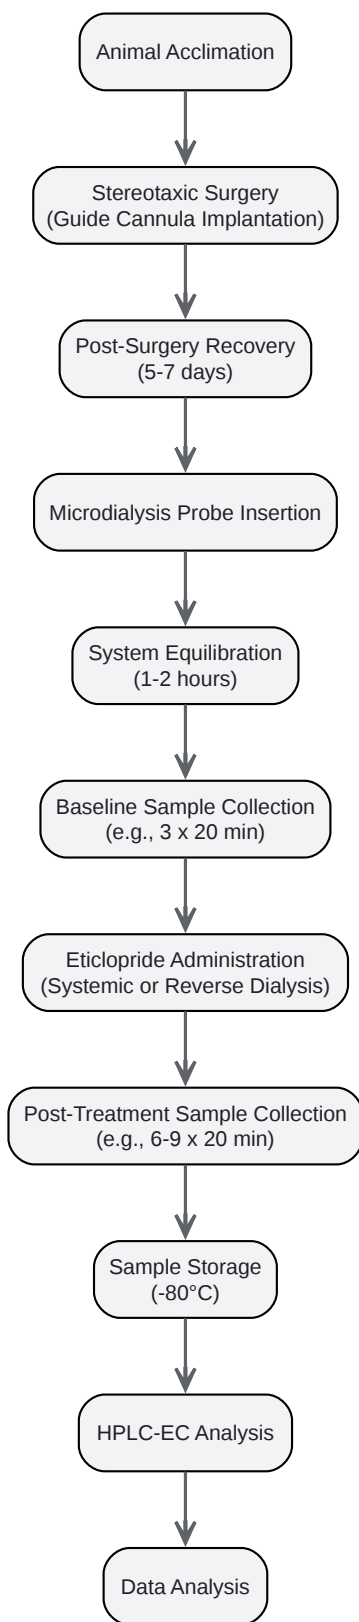 Animal Acclimation
Stereotaxic Surgery
(Guide Cannula Implantation)
Post-Surgery Recovery
(5-7 days)
Microdialysis Probe Insertion
System Equilibration
(1-2 hours)
Baseline Sample Collection
(e.g., 3 x 20 min)
Eticlopride Administration
(Systemic or Reverse Dialysis)
Post-Treatment Sample Collection
(e.g., 6-9 x 20 min)
Sample Storage
(-80°C)
HPLC-EC Analysis
Data Analysis